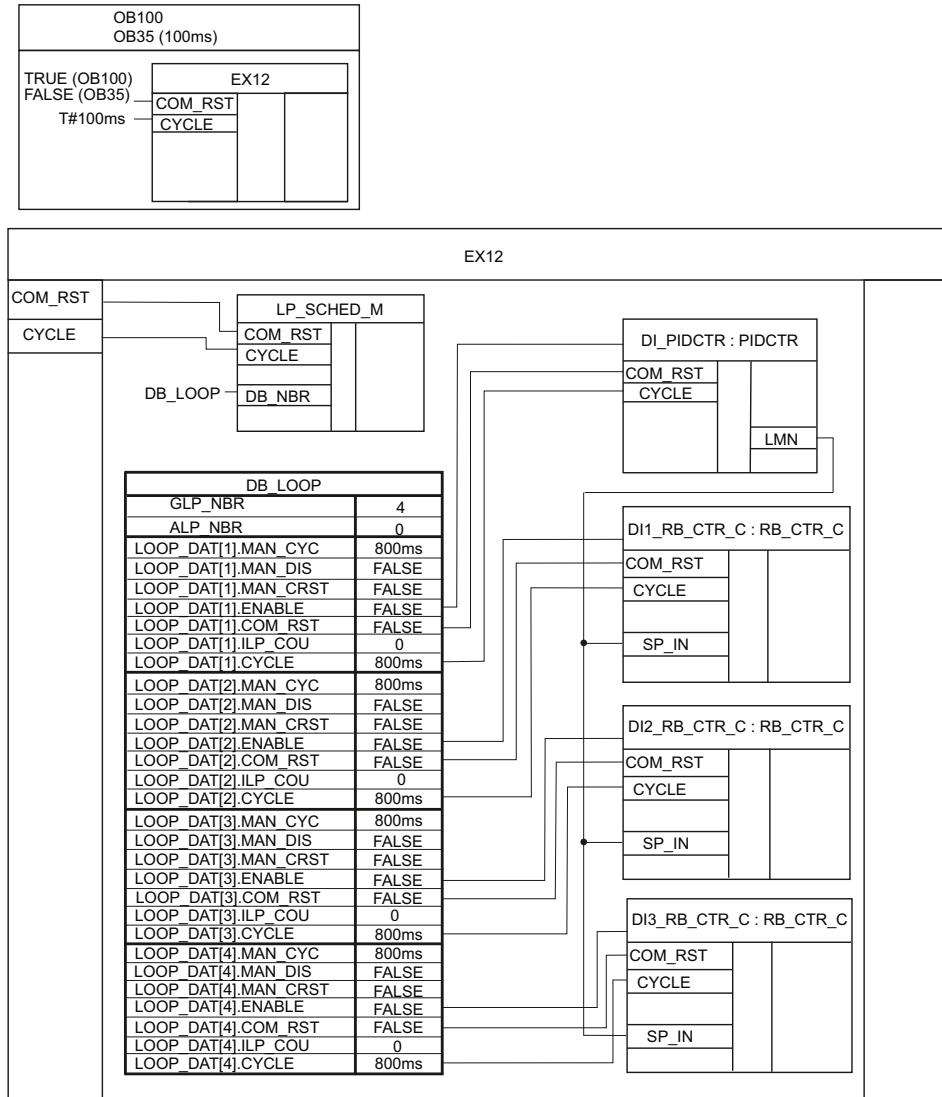 OB100
OB35 (100ms)
TRUE (OB100)
FALSE (OB35)
T#100ms
EX12
COM_RST
CYCLE
EX12
COM_RST
CYCLE
LP_SCHED_M
COM_RST
CYCLE
DB_LOOP
DB_NBR
DI_PIDCTR : PIDCTR
COM_RST
CYCLE
LMN
DB_LOOP
GLP_NBR 4
ALP_NBR 0
LOOP_DAT[1].MAN_CYC 800ms
LOOP_DAT[1].MAN_DIS FALSE
LOOP_DAT[1].MAN_CRST FALSE
LOOP_DAT[1].ENABLE FALSE
LOOP_DAT[1].COM_RST FALSE
LOOP_DAT[1].ILP_COU 0
LOOP_DAT[1].CYCLE 800ms
LOOP_DAT[2].MAN_CYC 800ms
LOOP_DAT[2].MAN_DIS FALSE
LOOP_DAT[2].MAN_CRST FALSE
LOOP_DAT[2].ENABLE FALSE
LOOP_DAT[2].COM_RST FALSE
LOOP_DAT[2].ILP_COU 0
LOOP_DAT[2].CYCLE 800ms
LOOP_DAT[3].MAN_CYC 800ms
LOOP_DAT[3].MAN_DIS FALSE
LOOP_DAT[3].MAN_CRST FALSE
LOOP_DAT[3].ENABLE FALSE
LOOP_DAT[3].COM_RST FALSE
LOOP_DAT[3].ILP_COU 0
LOOP_DAT[3].CYCLE 800ms
LOOP_DAT[4].MAN_CYC 800ms
LOOP_DAT[4].MAN_DIS FALSE
LOOP_DAT[4].MAN_CRST FALSE
LOOP_DAT[4].ENABLE FALSE
LOOP_DAT[4].COM_RST FALSE
LOOP_DAT[4].ILP_COU 0
LOOP_DAT[4].CYCLE 800ms
DI1_RB_CTR_C : RB_CTR_C
COM_RST
CYCLE
SP_IN
DI2_RB_CTR_C : RB_CTR_C
COM_RST
CYCLE
SP_IN
DI3_RB_CTR_C : RB_CTR_C
COM_RST
CYCLE
SP_IN